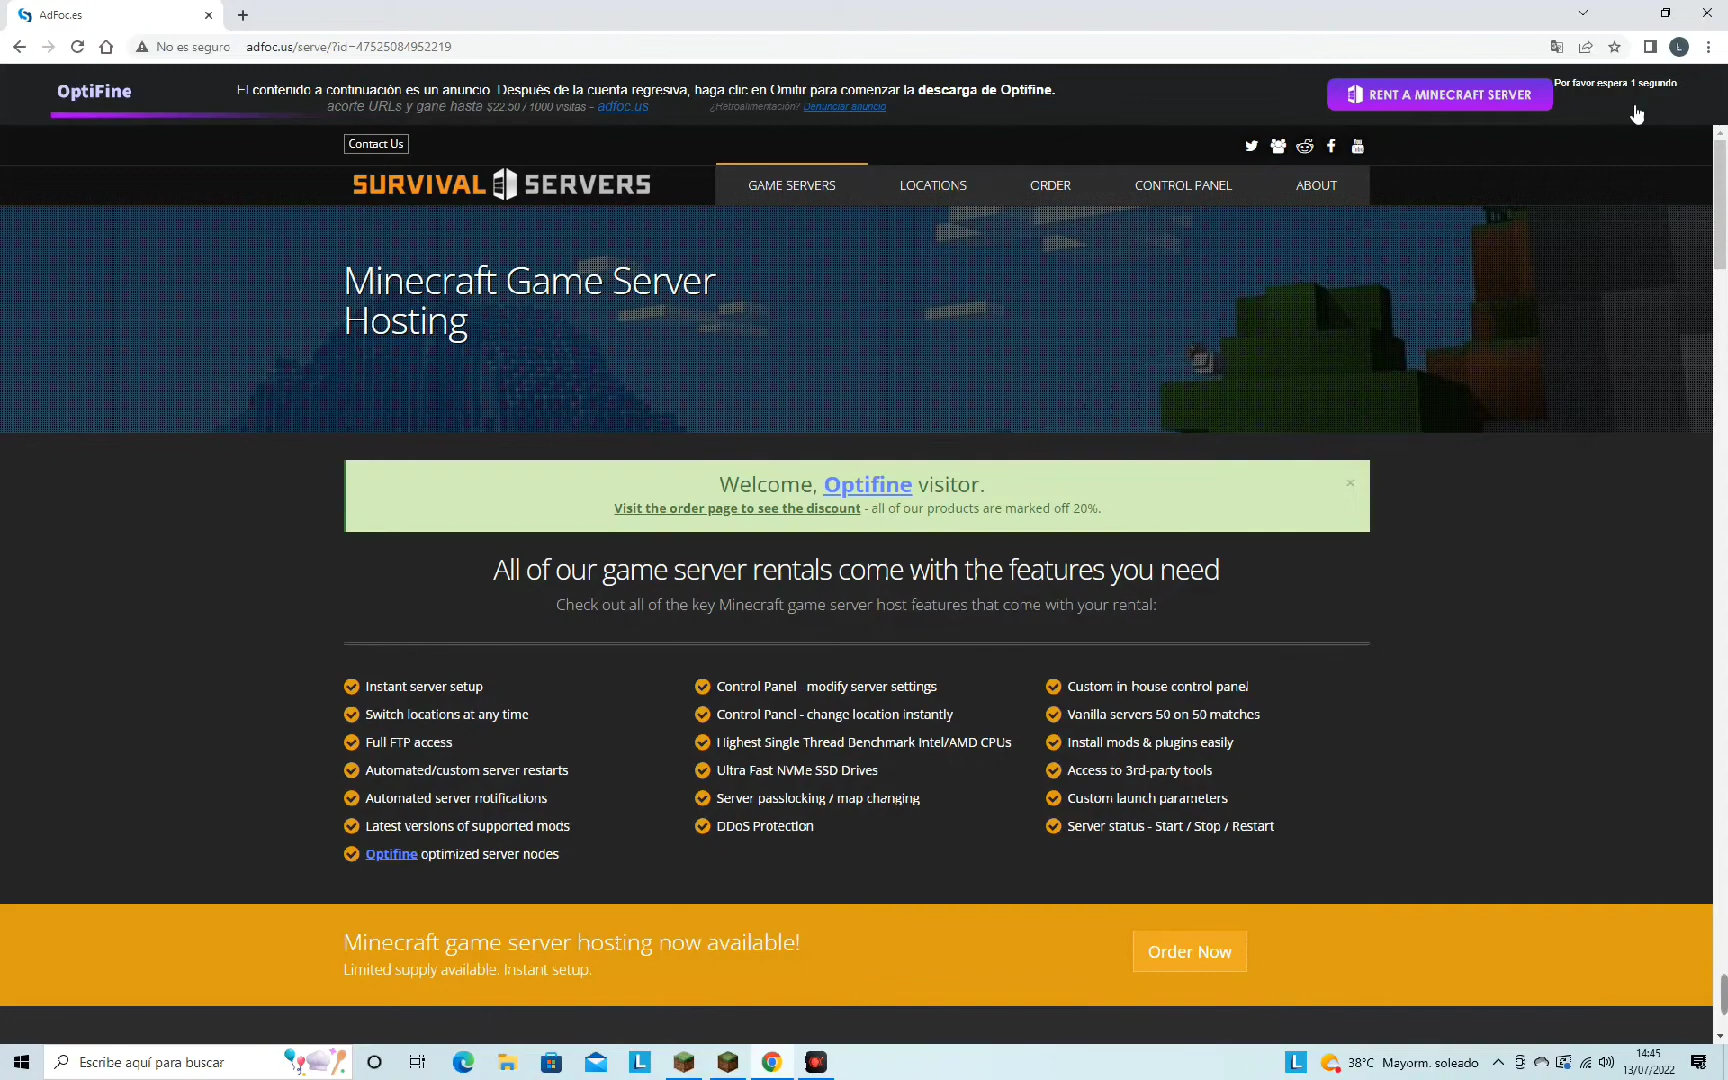 AdFoc.es
No es seguro adfoc.us/serve/?id=47525084952219
OptiFine
El contenido a continuación es un anuncio. Después de la cuenta regresiva, haga clic en Omitir para comenzar la descarga de Optifine.
acorte URLs y gane hasta $22.50 / 1000 visitas - adfoc.us ¿Retroalimentación? Denunciar anuncio
RENT A MINECRAFT SERVER
Por favor espera 1 segundo
Contact Us
SURVIVAL SERVERS
GAME SERVERS LOCATIONS ORDER CONTROL PANEL ABOUT
Minecraft Game Server
Hosting
Welcome, Optifine visitor.
Visit the order page to see the discount - all of our products are marked off 20%.
All of our game server rentals come with the features you need
Check out all of the key Minecraft game server host features that come with your rental:
Instant server setup
Switch locations at any time
Full FTP access
Automated/custom server restarts
Automated server notifications
Latest versions of supported mods
Optifine optimized server nodes
Control Panel - modify server settings
Control Panel - change location instantly
Highest Single Thread Benchmark Intel/AMD CPUs
Ultra Fast NVMe SSD Drives
Server passlocking / map changing
DDoS Protection
Custom in house control panel
Vanilla servers 50 on 50 matches
Install mods & plugins easily
Access to 3rd-party tools
Custom launch parameters
Server status - Start / Stop / Restart
Minecraft game server hosting now available!
Limited supply available. Instant setup.
Order Now
Escribe aquí para buscar
38°C Mayorm. soleado
14:45
13/07/2022